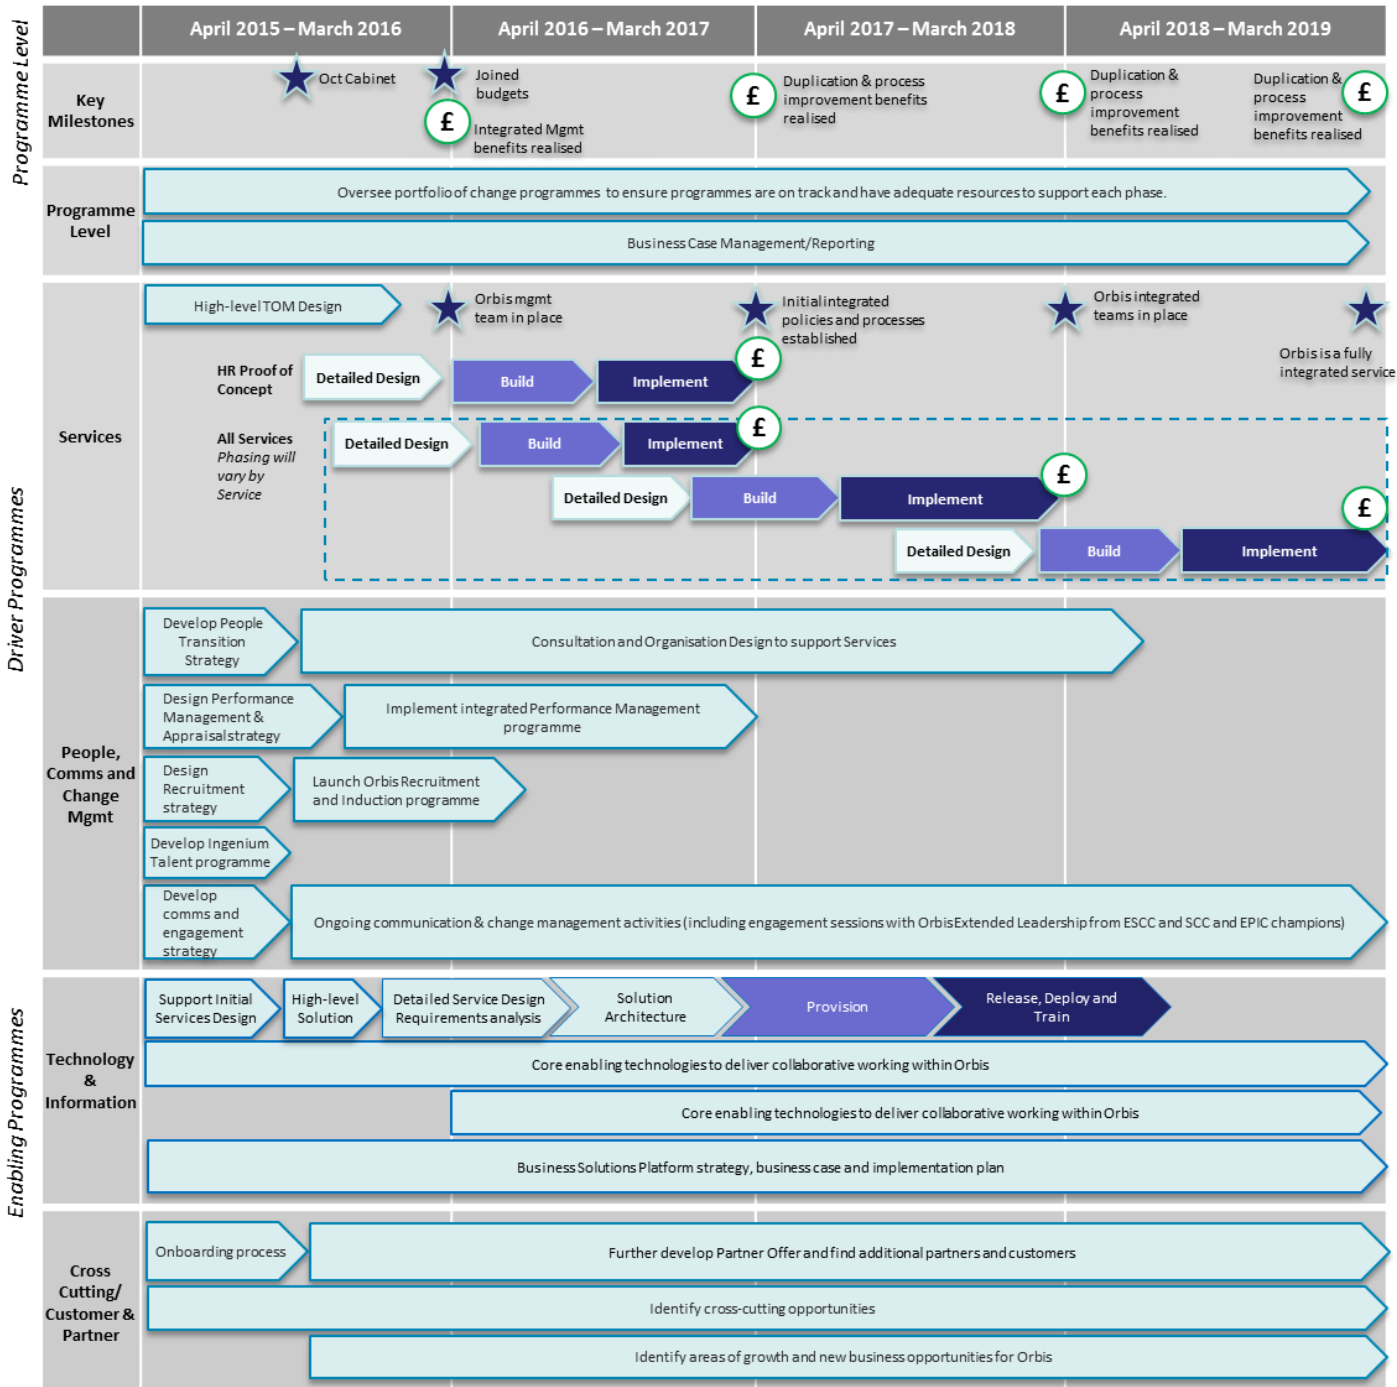 April 2015 – March 2016
April 2016 – March 2017
April 2017 – March 2018
April 2018 – March 2019
Programme Level
Key
Milestones
Oct Cabinet
Joined
budgets
£
Integrated Mgmt
benefits realised
£
Duplication & process
improvement benefits
realised
£
Duplication &
process
improvement
benefits realised
Duplication &
process
improvement
benefits realised
£
Programme
Level
Oversee portfolio of change programmes to ensure programmes are on track and have adequate resources to support each phase.
Business Case Management/Reporting
Driver Programmes
Services
High-level TOM Design
Orbis mgmt
team in place
Initial integrated
policies and processes
established
Orbis integrated
teams in place
Orbis is a fully
integrated service
HR Proof of
Concept
Detailed Design
Build
Implement
£
All Services
Phasing will
vary by
Service
Detailed Design
Build
Implement
£
Detailed Design
Build
Implement
£
Detailed Design
Build
Implement
£
People,
Comms and
Change
Mgmt
Develop People
Transition
Strategy
Consultation and Organisation Design to support Services
Design Performance
Management &
Appraisal strategy
Implement integrated Performance Management
programme
Design
Recruitment
strategy
Launch Orbis Recruitment
and Induction programme
Develop Ingenium
Talent programme
Develop
comms and
engagement
strategy
Ongoing communication & change management activities (including engagement sessions with Orbis Extended Leadership from ESCC and SCC and EPIC champions)
Enabling Programmes
Technology
&
Information
Support Initial
Services Design
High-level
Solution
Detailed Service Design
Requirements analysis
Solution
Architecture
Provision
Release, Deploy and
Train
Core enabling technologies to deliver collaborative working within Orbis
Core enabling technologies to deliver collaborative working within Orbis
Business Solutions Platform strategy, business case and implementation plan
Cross
Cutting/
Customer &
Partner
Onboarding process
Further develop Partner Offer and find additional partners and customers
Identify cross-cutting opportunities
Identify areas of growth and new business opportunities for Orbis